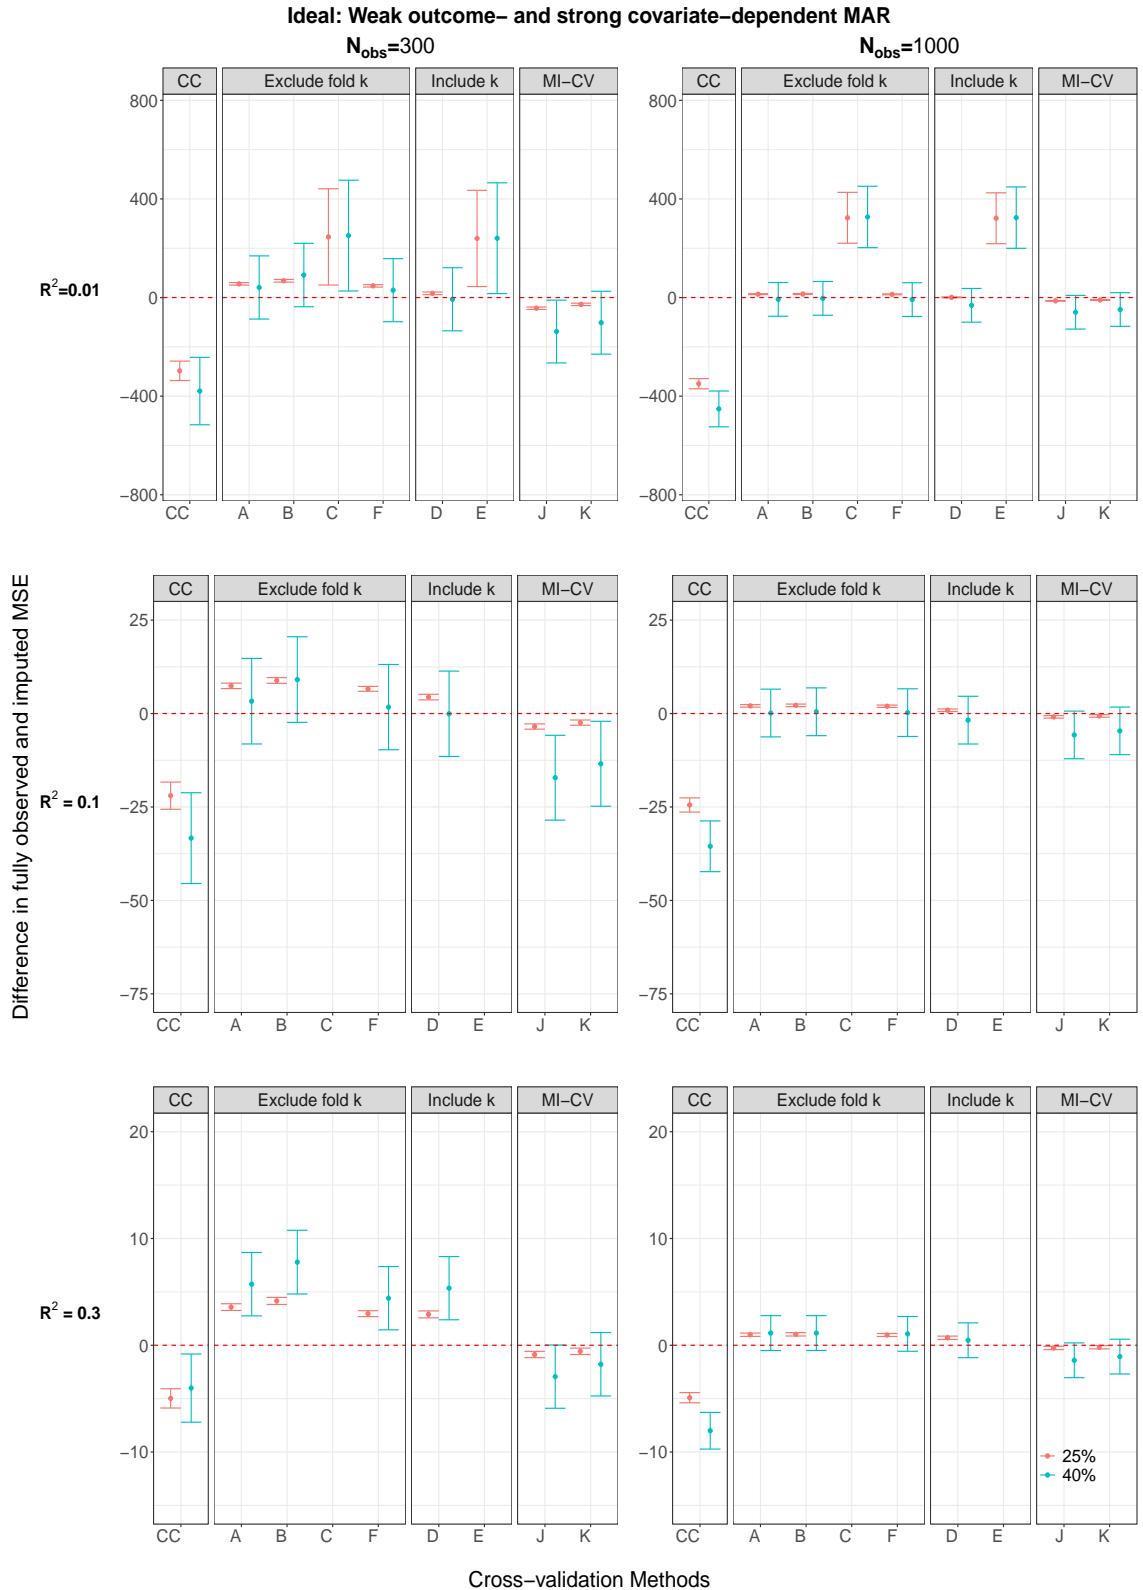 Ideal: Weak outcome− and strong covariate−dependent MAR
N_obs=300 N_obs=1000
CC Exclude fold k Include k MI−CV CC Exclude fold k Include k MI−CV
800 800
400 400
R²=0.01 0 0
−400 −400
−800 −800
CC A B C F D E J K CC A B C F D E J K
Difference in fully observed and imputed MSE
CC Exclude fold k Include k MI−CV CC Exclude fold k Include k MI−CV
25 25
0 0
R² = 0.1 −25 −25
−50 −50
−75 −75
CC A B C F D E J K CC A B C F D E J K
CC Exclude fold k Include k MI−CV CC Exclude fold k Include k MI−CV
20 20
10 10
R² = 0.3 0 0
−10 −10
25%
40%
CC A B C F D E J K CC A B C F D E J K
Cross−validation Methods